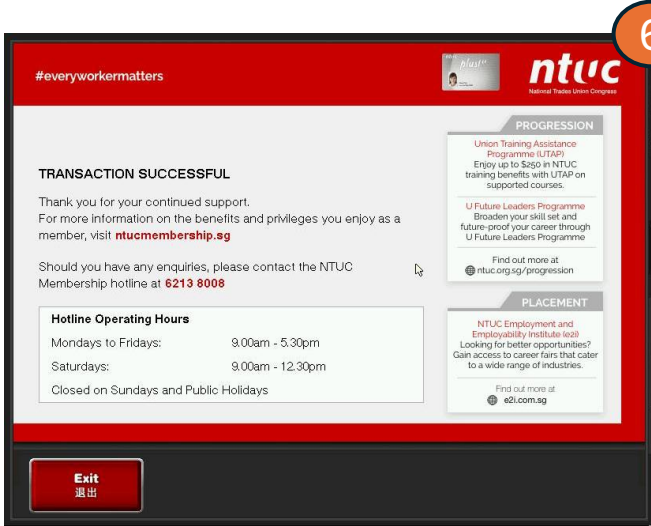 6
#everyworkermatters
plus!
ntuc
National Trades Union Congress
TRANSACTION SUCCESSFUL
Thank you for your continued support.
For more information on the benefits and privileges you enjoy as a
member, visit ntucmembership.sg
Should you have any enquiries, please contact the NTUC
Membership hotline at 6213 8008
Hotline Operating Hours
Mondays to Fridays: 9.00am - 5.30pm
Saturdays: 9.00am - 12.30pm
Closed on Sundays and Public Holidays
PROGRESSION
Union Training Assistance
Programme (UTAP)
Enjoy up to $250 in NTUC
training benefits with UTAP on
supported courses.
U Future Leaders Programme
Broaden your skill set and
future-proof your career through
U Future Leaders Programme
Find out more at
ntuc.org.sg/progression
PLACEMENT
NTUC Employment and
Employability Institute (e2i)
Looking for better opportunities?
Gain access to career fairs that cater
to a wide range of industries.
Find out more at
e2i.com.sg
Exit
退出